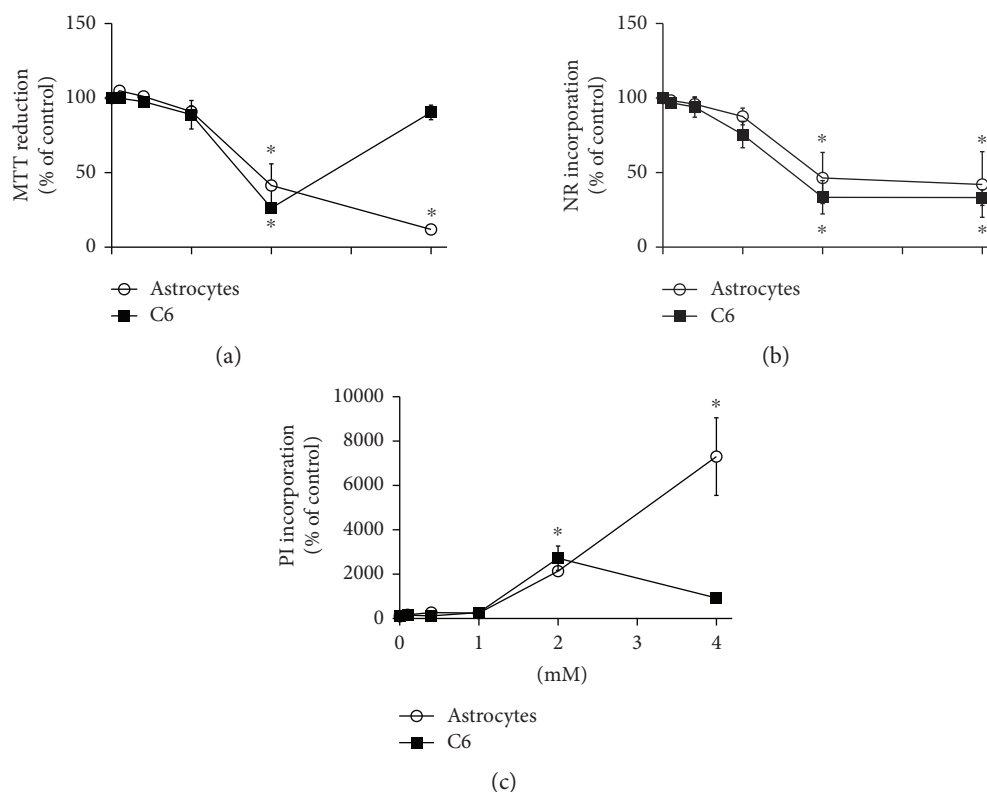 150
100
50
0
MTT reduction
(% of control)
*
*
*
Astrocytes
C6
(a)
150
100
50
0
NR incorporation
(% of control)
*
*
*
*
Astrocytes
C6
(b)
10000
8000
6000
4000
2000
0
PI incorporation
(% of control)
*
*
0 1 2 3 4
(mM)
Astrocytes
C6
(c)